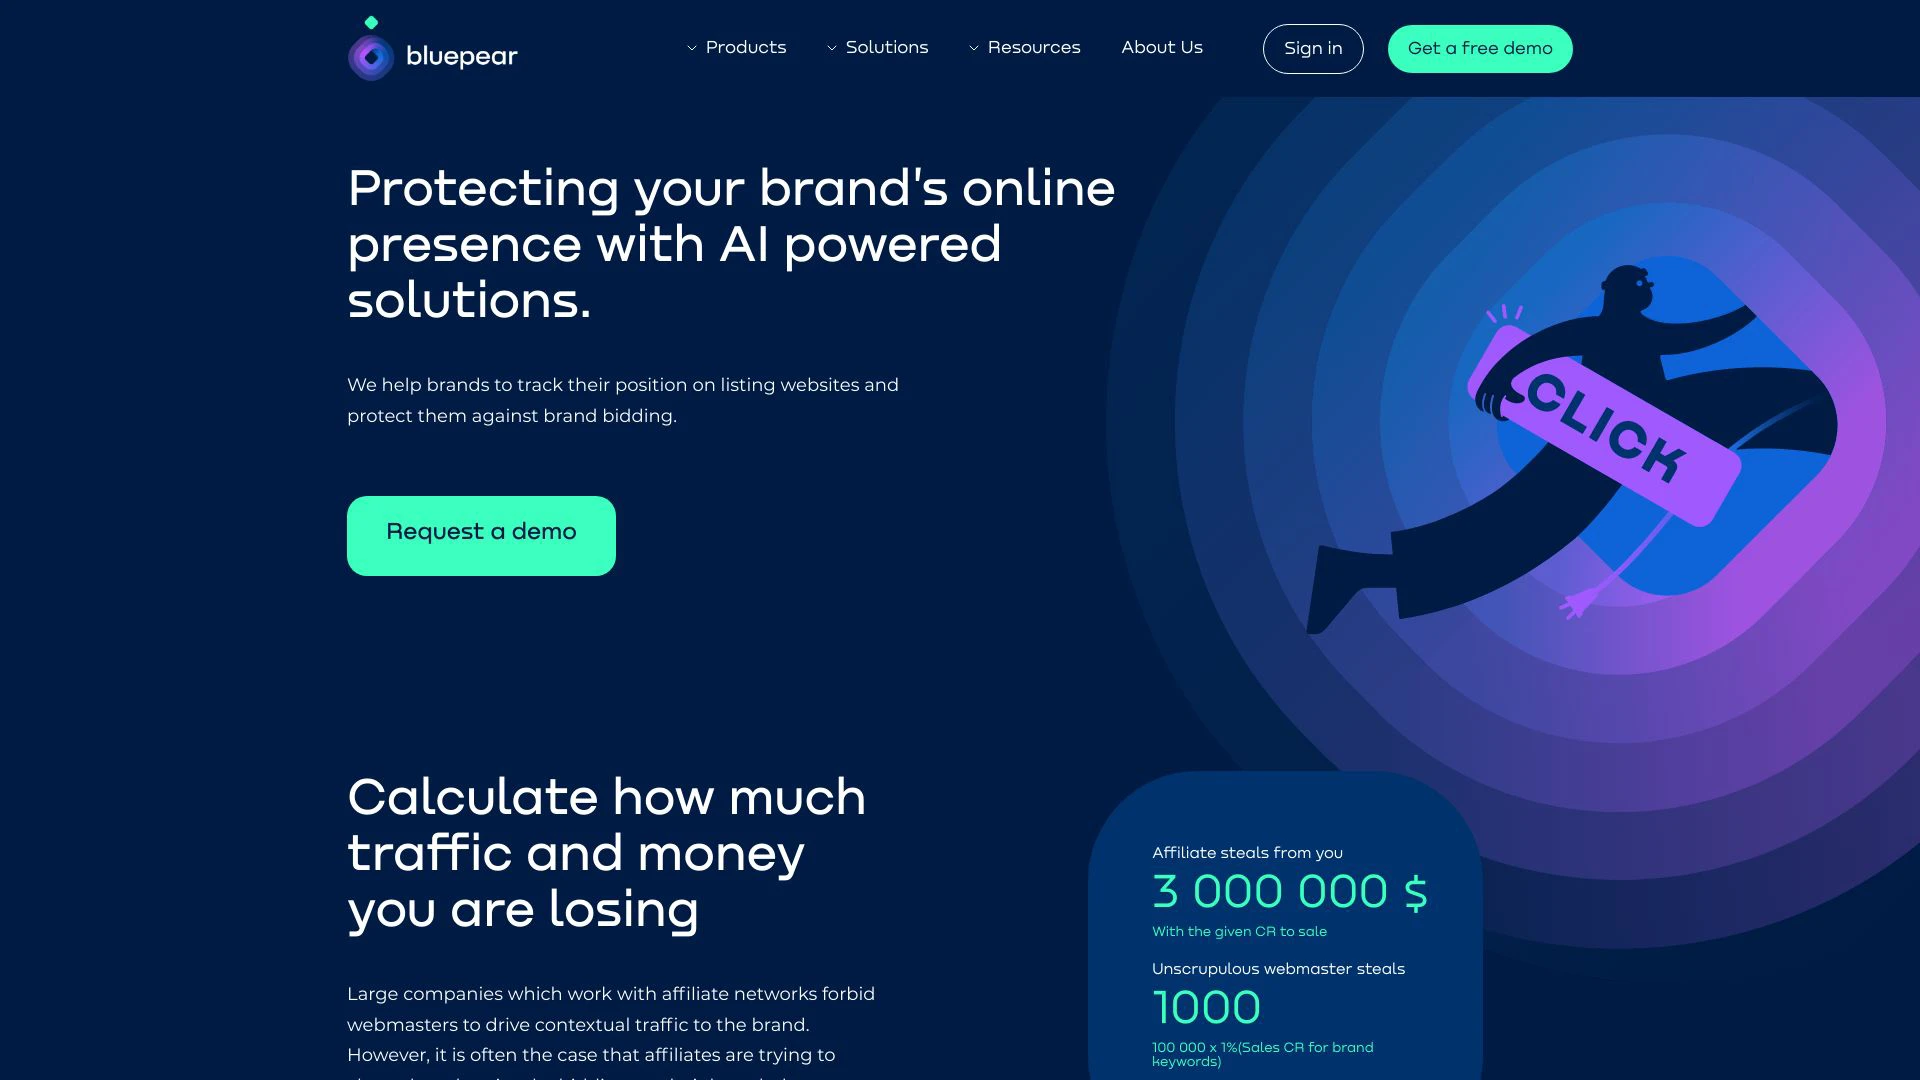 bluepear
Products
Solutions
Resources
About Us
Sign in
Get a free demo
Protecting your brand's online
presence with AI powered
solutions.
We help brands to track their position on listing websites and
protect them against brand bidding.
Request a demo
CLICK
Calculate how much
traffic and money
you are losing
Large companies which work with affiliate networks forbid
webmasters to drive contextual traffic to the brand.
However, it is often the case that affiliates are trying to
Affiliate steals from you
3 000 000 $
With the given CR to sale
Unscrupulous webmaster steals
1000
100 000 x 1%(Sales CR for brand
keywords)